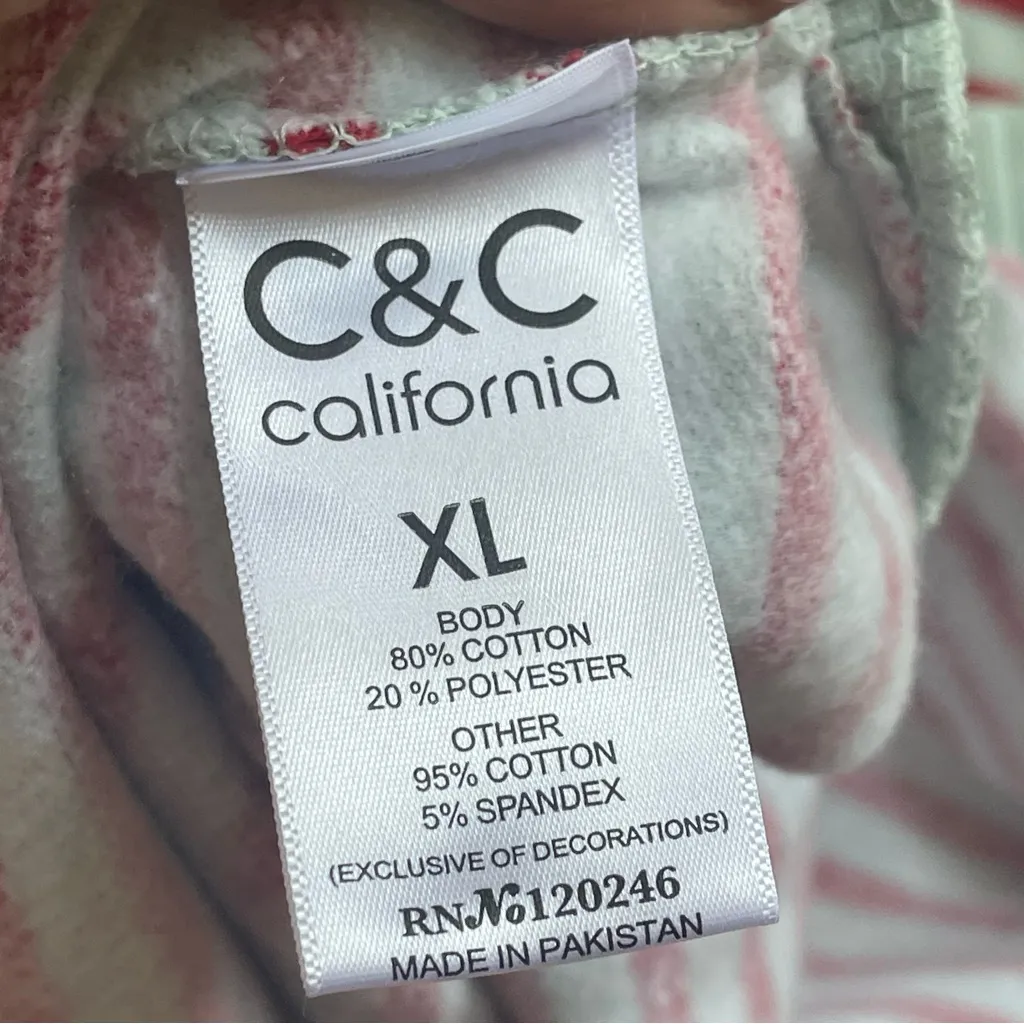 C&C
california
XL
BODY
80% COTTON
20 % POLYESTER
OTHER
95% COTTON
5% SPANDEX
(EXCLUSIVE OF DECORATIONS)
RN№120246
MADE IN PAKISTAN